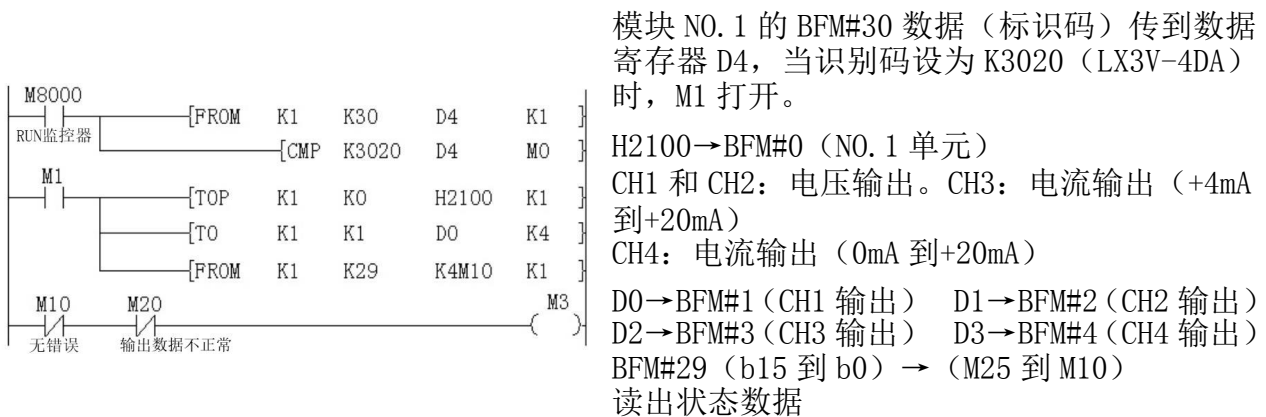 M8000
RUN监控器
[FROM K1 K30 D4 K1 ]
[CMP K3020 D4 M0 ]
M1
[TOP K1 K0 H2100 K1 ]
[TO K1 K1 D0 K4 ]
[FROM K1 K29 K4M10 K1 ]
M10 M20 M3
( )
无错误 输出数据不正常
模块 NO.1 的 BFM#30 数据（标识码）传到数据
寄存器 D4，当识别码设为 K3020（LX3V-4DA）
时，M1 打开。
H2100→BFM#0（NO.1 单元）
CH1 和 CH2：电压输出。CH3：电流输出（+4mA
到+20mA）
CH4：电流输出（0mA 到+20mA）
D0→BFM#1（CH1 输出） D1→BFM#2（CH2 输出）
D2→BFM#3（CH3 输出） D3→BFM#4（CH4 输出）
BFM#29（b15 到 b0）→（M25 到 M10）
读出状态数据